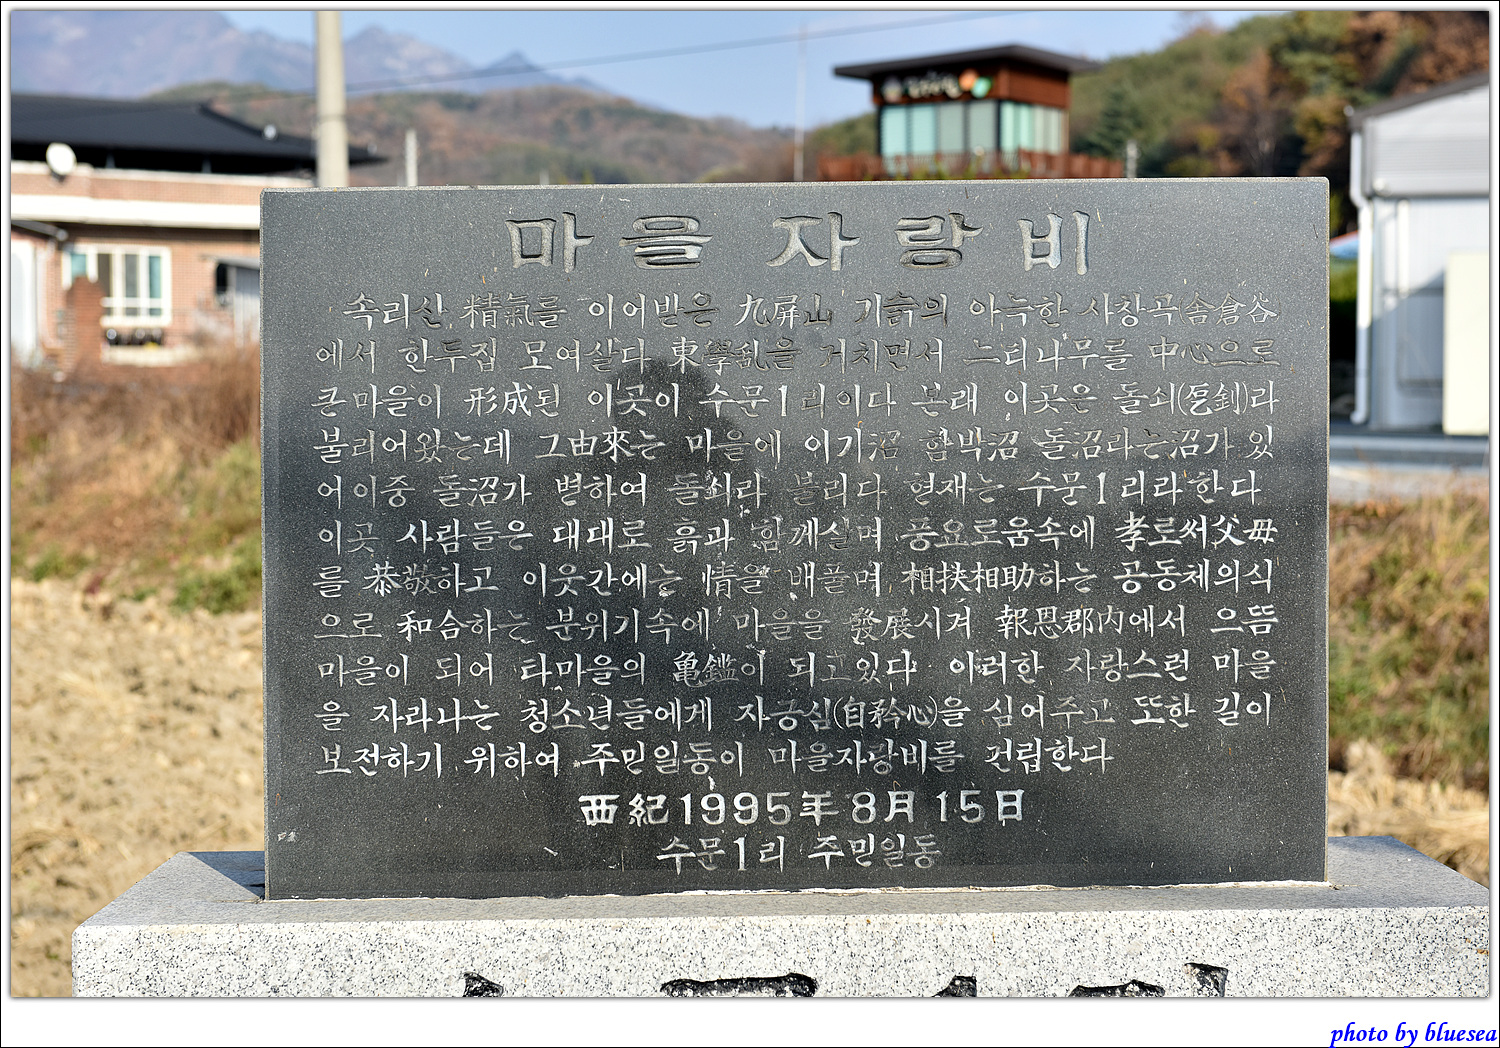 마을 자랑비
속리산 精氣를 이어받은 九屏山 기슭의 아늑한 사창곡(舍倉谷
에서 한두집 모여살다 東學乱을 거치면서 느티나무를 中心으로
큰마을이 形成된 이곳이 수문1리이다 본래 이곳은 돌쇠(乭釗)라
불리어왔는데 그由來는 마을에 이기沼 함박沼 돌沼라는沼가 있
어이중 돌沼가 변하여 돌쇠라 불리다 현재는 수문1리라한다
이곳 사람들은 대대로 흙과 함께살며 풍요로움속에 孝로써父母
를 恭敬하고 이웃간에는 情을 배풀며 相扶相助하는 공동체의식
으로 和合하는 분위기속에 마을을 發展시켜 報恩郡内에서 으뜸
마을이 되어 타마을의 亀鑑이 되고있다 이러한 자랑스런 마을
을 자라나는 청소년들에게 자긍심(自矜心)을 심어주고 또한 길이
보전하기 위하여 주민일동이 마을자랑비를 건립한다
西紀1995年 8月 15日
수문1리 주민일동
photo by bluesea